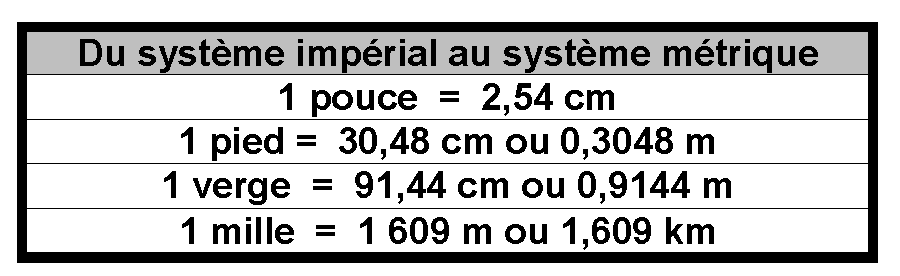 Du système impérial au système métrique
1 pouce = 2,54 cm
1 pied = 30,48 cm ou 0,3048 m
1 verge = 91,44 cm ou 0,9144 m
1 mille = 1 609 m ou 1,609 km